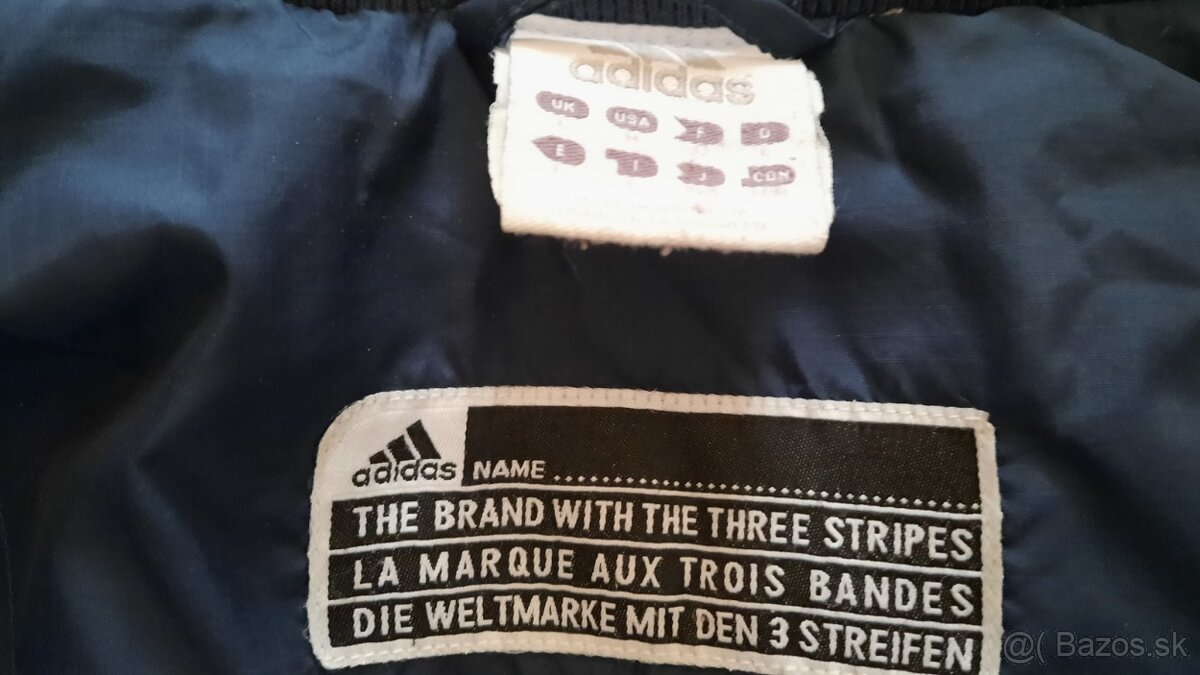 adidas
UK USA F D
E I J CDN
adidas NAME....................
THE BRAND WITH THE THREE STRIPES
LA MARQUE AUX TROIS BANDES
DIE WELTMARKE MIT DEN 3 STREIFEN
@( Bazos.sk